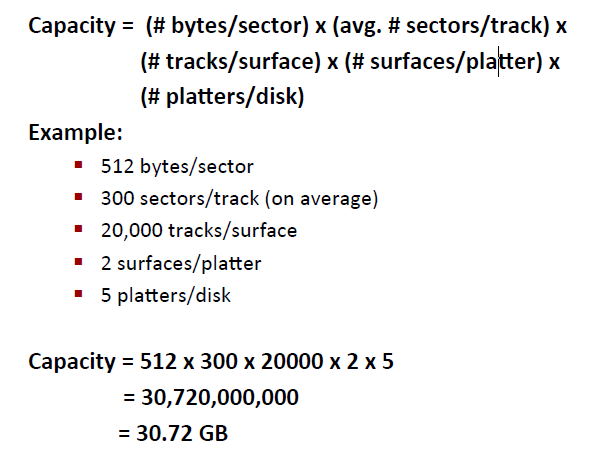 Capacity = (# bytes/sector) x (avg. # sectors/track) x
(# tracks/surface) x (# surfaces/platter) x
(# platters/disk)
Example:
▪ 512 bytes/sector
▪ 300 sectors/track (on average)
▪ 20,000 tracks/surface
▪ 2 surfaces/platter
▪ 5 platters/disk
Capacity = 512 x 300 x 20000 x 2 x 5
= 30,720,000,000
= 30.72 GB